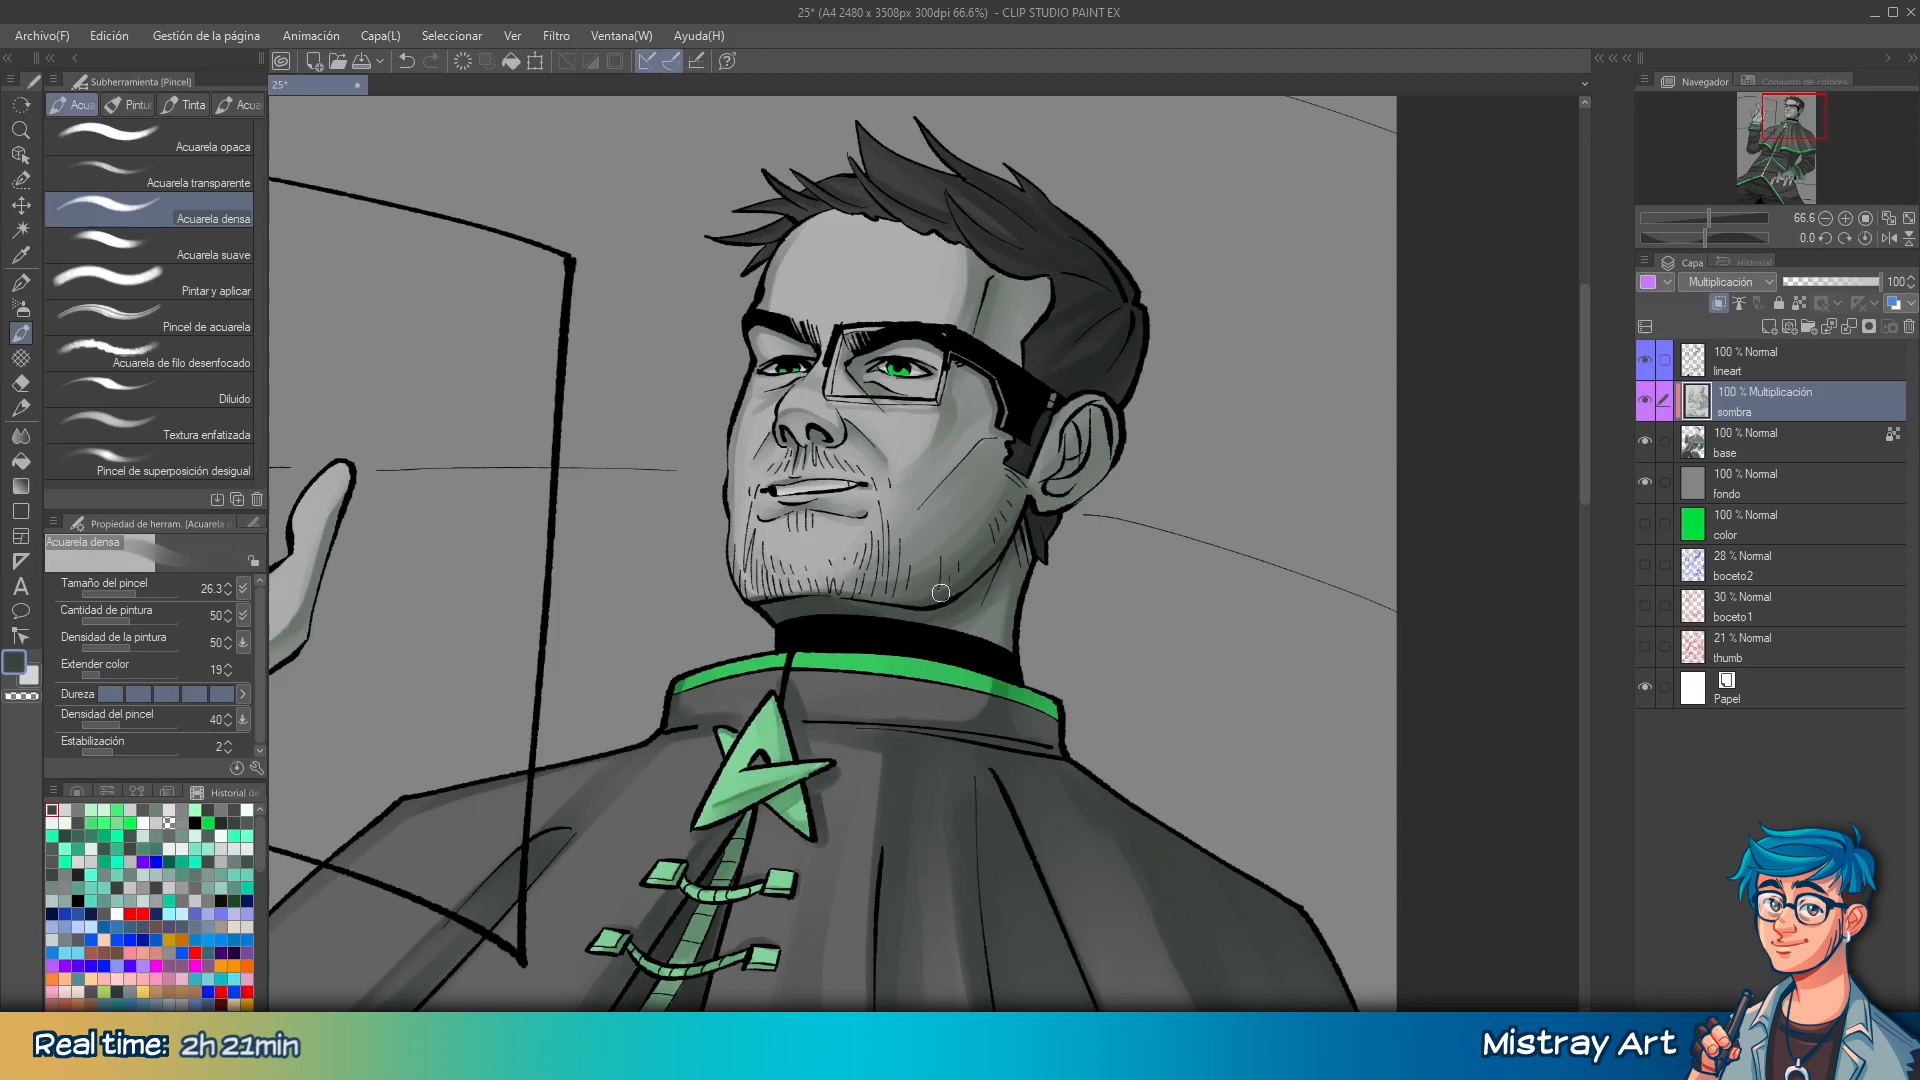 25* (A4 2480 x 3508px 300dpi 66.6%) - CLIP STUDIO PAINT EX
Archivo(F) Edición Gestión de la página Animación Capa(L) Seleccionar Ver Filtro Ventana(W) Ayuda(H)
Subherramienta [Pincel]
25*
Acua Pintur Tinta Acua
Acuarela opaca
Acuarela transparente
Acuarela densa
Acuarela suave
Pintar y aplicar
Pincel de acuarela
Acuarela de filo desenfocado
Diluido
Textura enfatizada
Pincel de superposición desigual
Propiedad de herram. [Acuarela
Acuarela densa
Tamaño del pincel 26.3
Cantidad de pintura 50
Densidad de la pintura 50
Extender color 19
Dureza
Densidad del pincel 40
Estabilización 2
Historial de
Navegador Conjunto de colores
66.6
0.0
Capa Historial
Multiplicación 100
100 % Normal
lineart
100 % Multiplicación
sombra
100 % Normal
base
100 % Normal
fondo
100 % Normal
color
28 % Normal
boceto2
30 % Normal
boceto1
21 % Normal
thumb
Papel
Real time: 2h 21min
Mistray Art